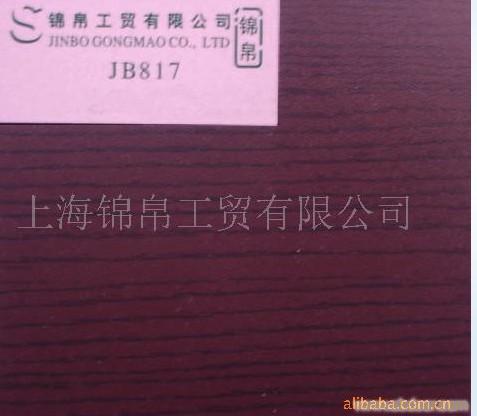 锦帛工贸有限公司
JINBO GONGMAO CO., LTD
锦帛
JB817
上海锦帛工贸有限公司
alibaba.com.cn